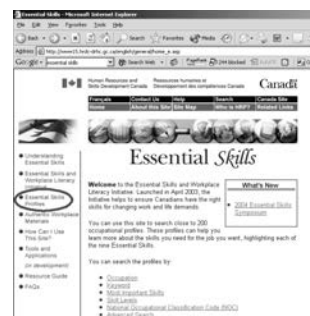 Essential Skills - Microsoft Internet Explorer
File Edit View Favorites Tools Help
Back Search Favorites Media
Address
Google essential skills Search Web blocked
Human Resources and Skills Development Canada
Ressources humaines et Développement des compétences Canada
Canada
Français Contact Us Help Search Canada Site
Home About this Site Site Map Who is HRSD? Related Links
Essential Skills
Understanding Essential Skills
Essential Skills and Workplace Literacy
Essential Skills Profiles
Authentic Workplace Materials
How Can I Use This Site?
Tools and Applications
(in development)
Resource Guide
FAQs
Welcome to the Essential Skills and Workplace
Literacy Initiative. Launched in April 2003, the
Initiative helps to ensure Canadians have the right
skills for changing work and life demands.
What's New
2004 Essential Skills
Symposium
You can use this site to search close to 200
occupational profiles. These profiles can help you
learn more about the skills you need for the job you want, highlighting each of
the nine Essential Skills.
You can search the profiles by:
Occupation
Keyword
Most Important Skills
Skill Levels
National Occupational Classification Code (NOC)
Advanced Search